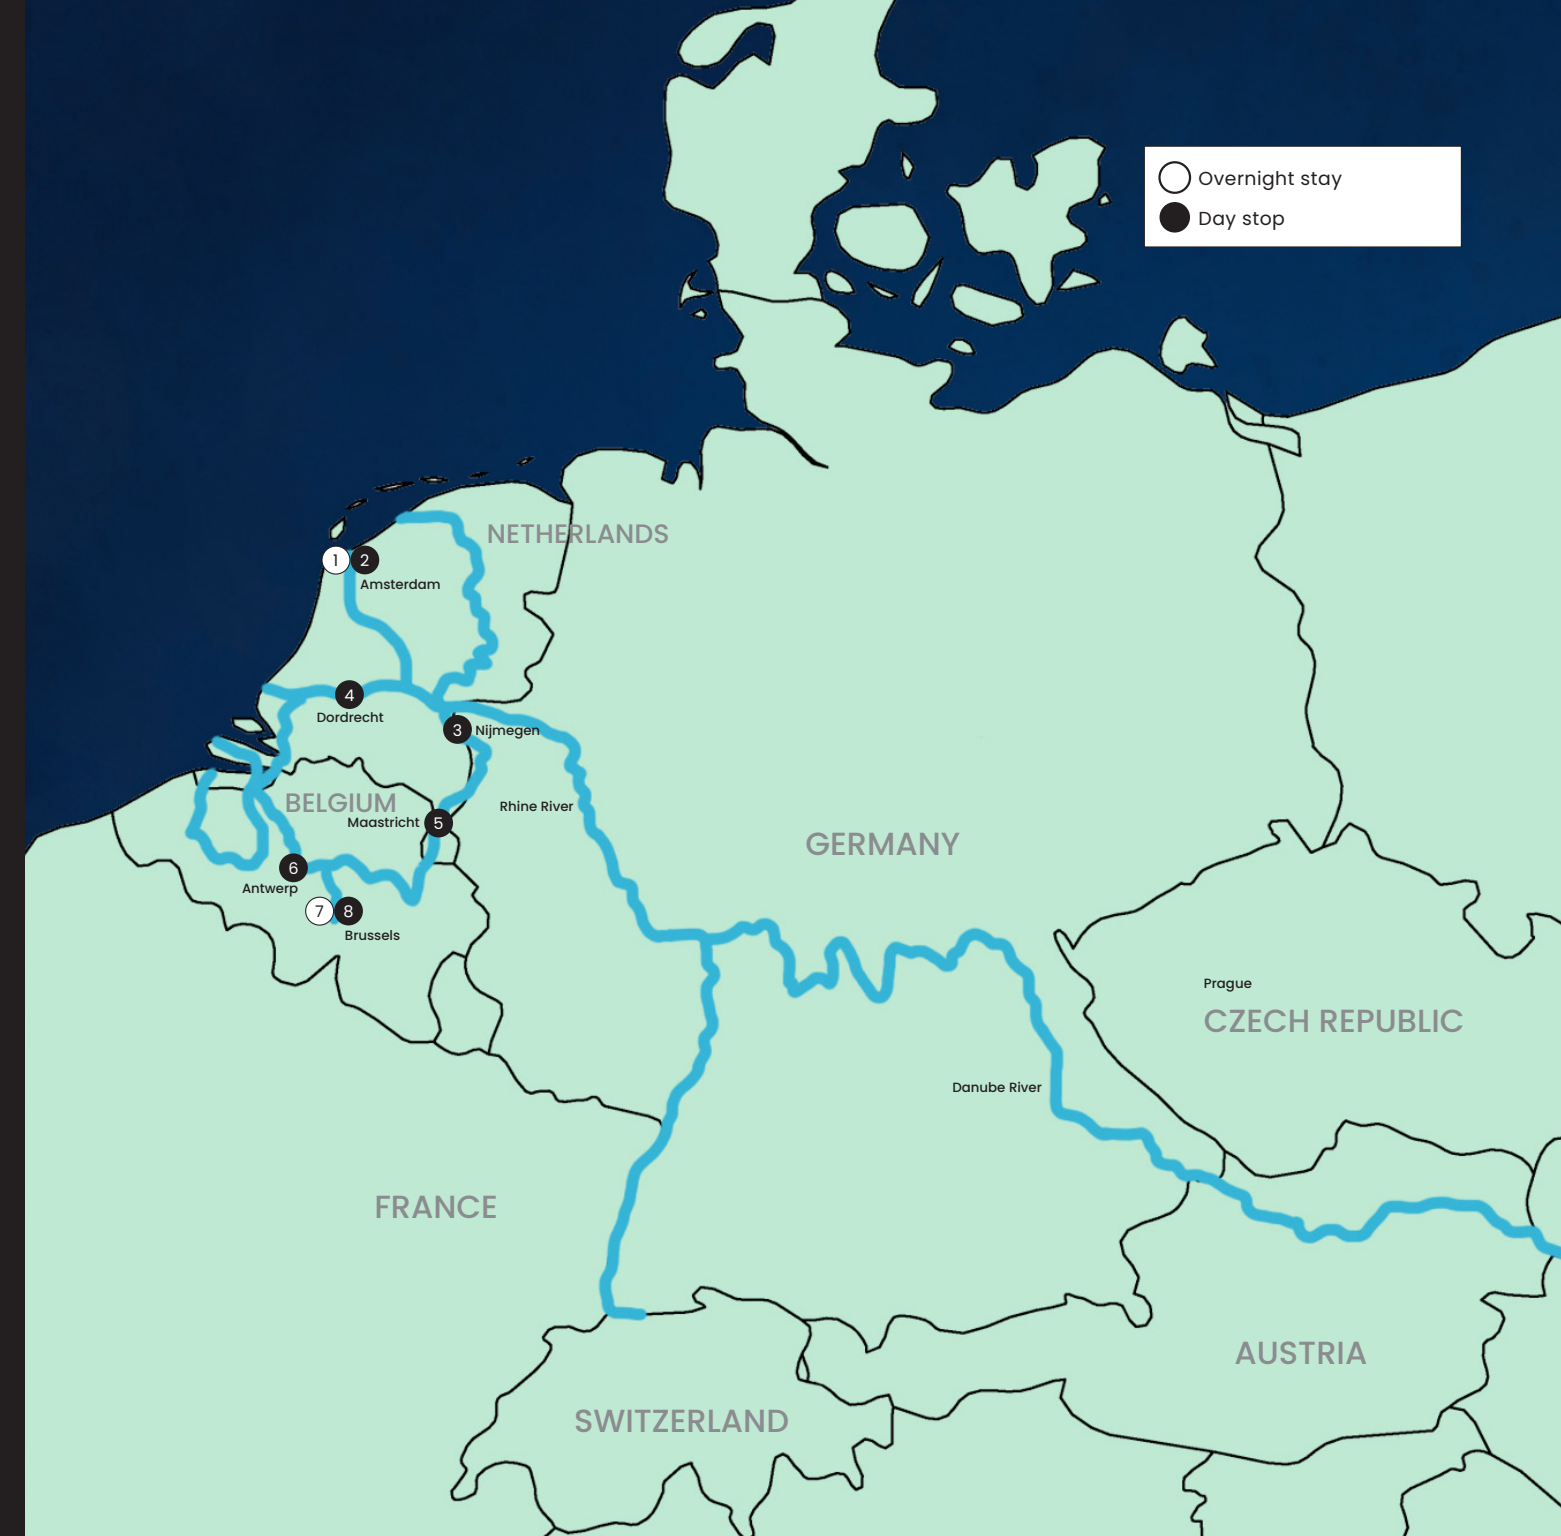 Overnight stay
Day stop
NETHERLANDS
1 2
Amsterdam
4
Dordrecht
3 Nijmegen
BELGIUM
Rhine River
Maastricht 5
GERMANY
6
Antwerp
7 8
Brussels
Prague
CZECH REPUBLIC
Danube River
FRANCE
AUSTRIA
SWITZERLAND